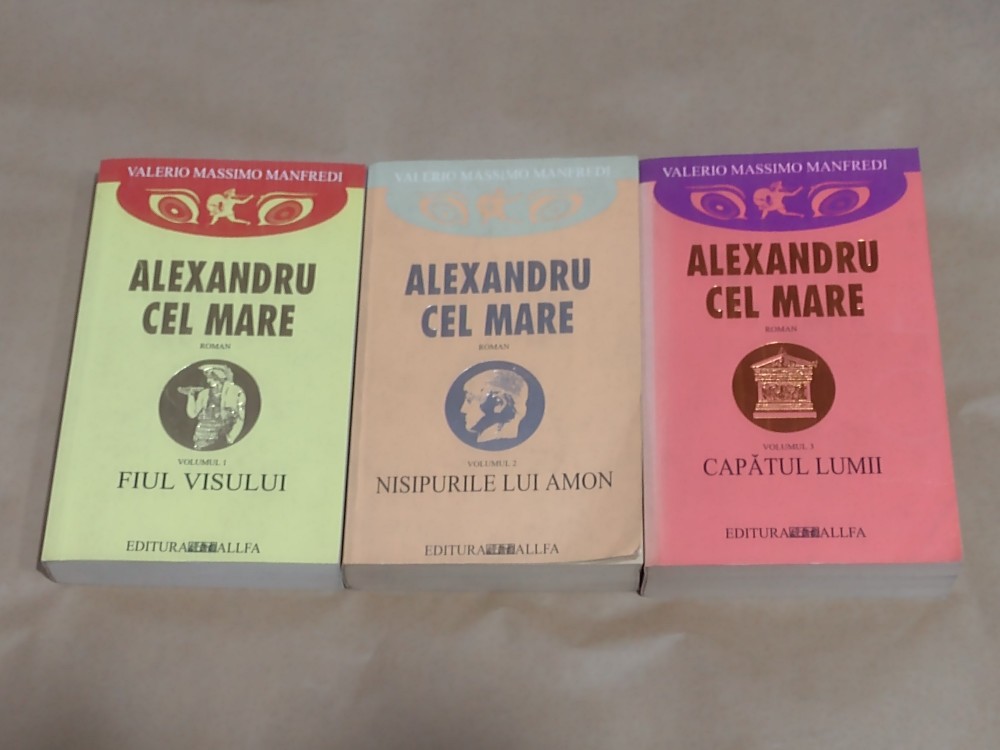 VALERIO MASSIMO MANFREDI
ALEXANDRU
CEL MARE
ROMAN
VOLUMUL 1
FIUL VISULUI
EDITURA ALLFA
VALERIO MASSIMO MANFREDI
ALEXANDRU
CEL MARE
ROMAN
VOLUMUL 2
NISIPURILE LUI AMON
EDITURA ALLFA
VALERIO MASSIMO MANFREDI
ALEXANDRU
CEL MARE
ROMAN
VOLUMUL 3
CAPĂTUL LUMII
EDITURA ALLFA